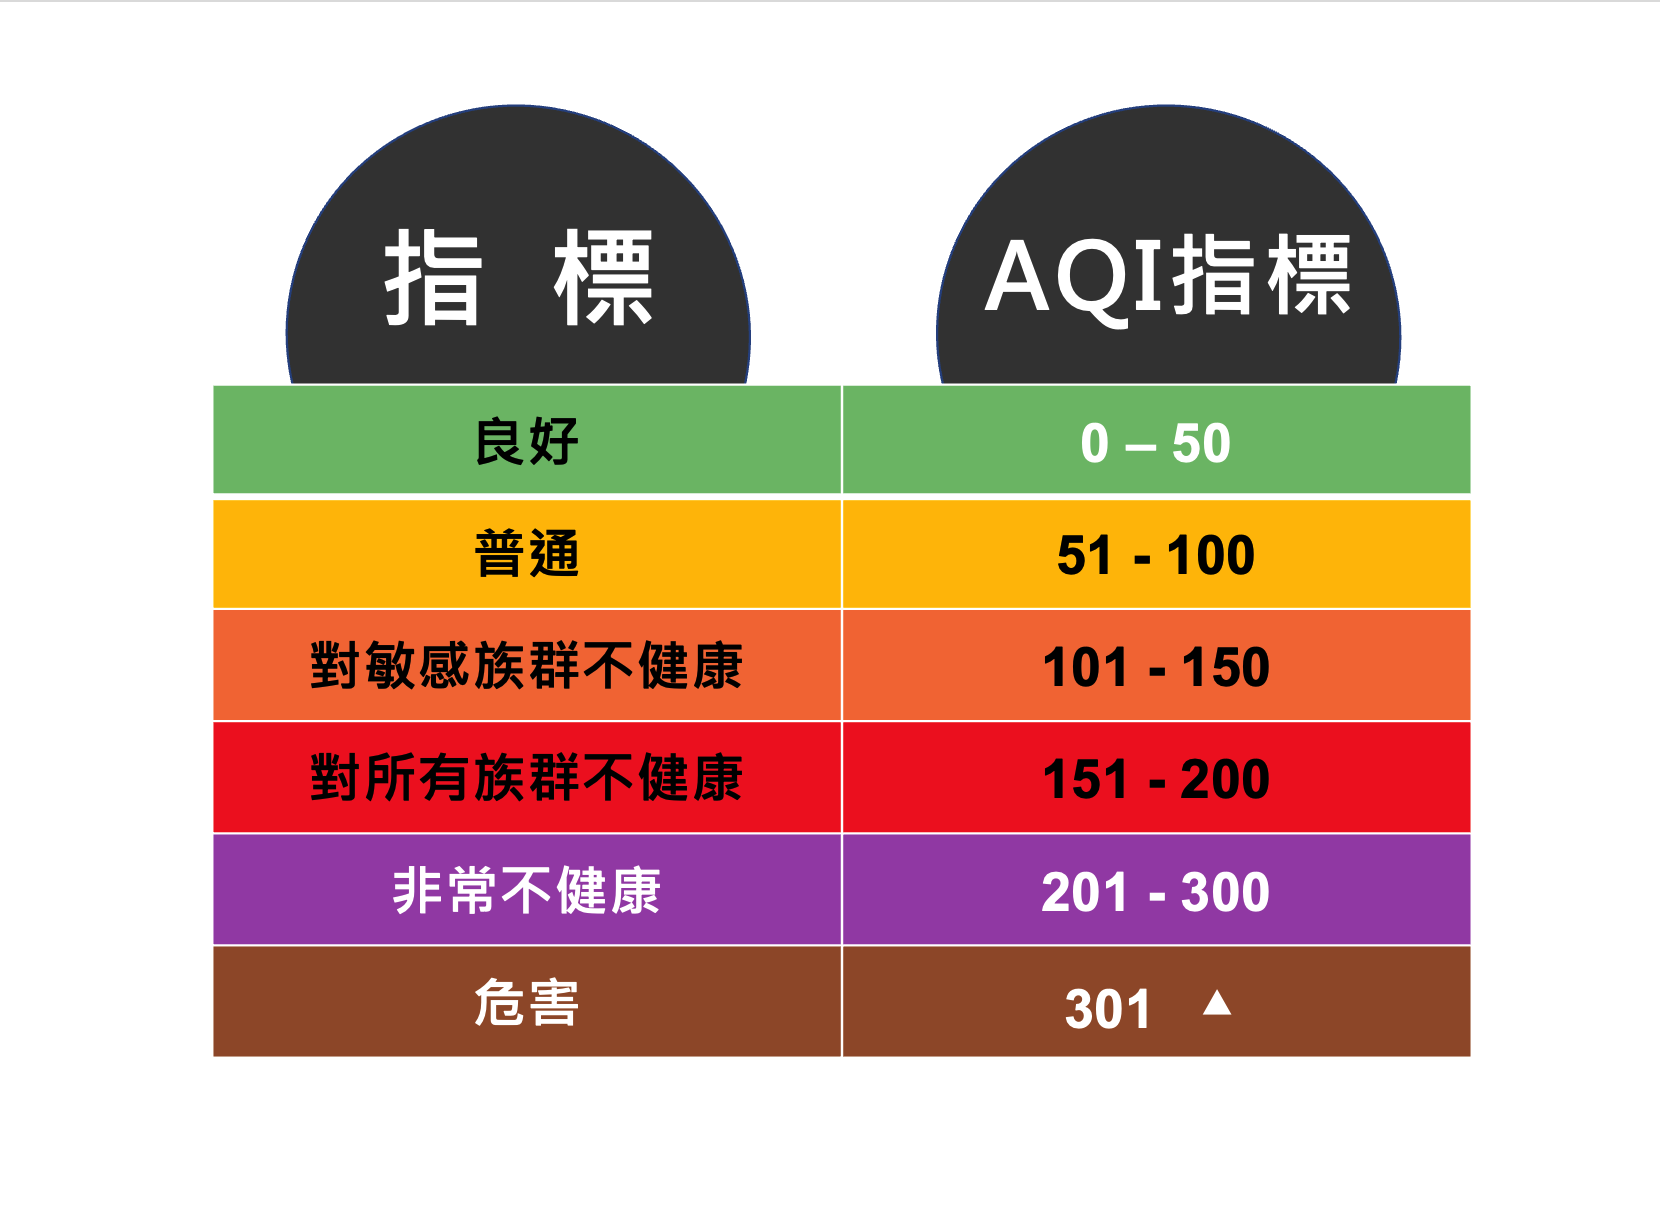 指 標
AQI指標
良好
0 – 50
普通
51 - 100
對敏感族群不健康
101 - 150
對所有族群不健康
151 - 200
非常不健康
201 - 300
危害
301 ▲